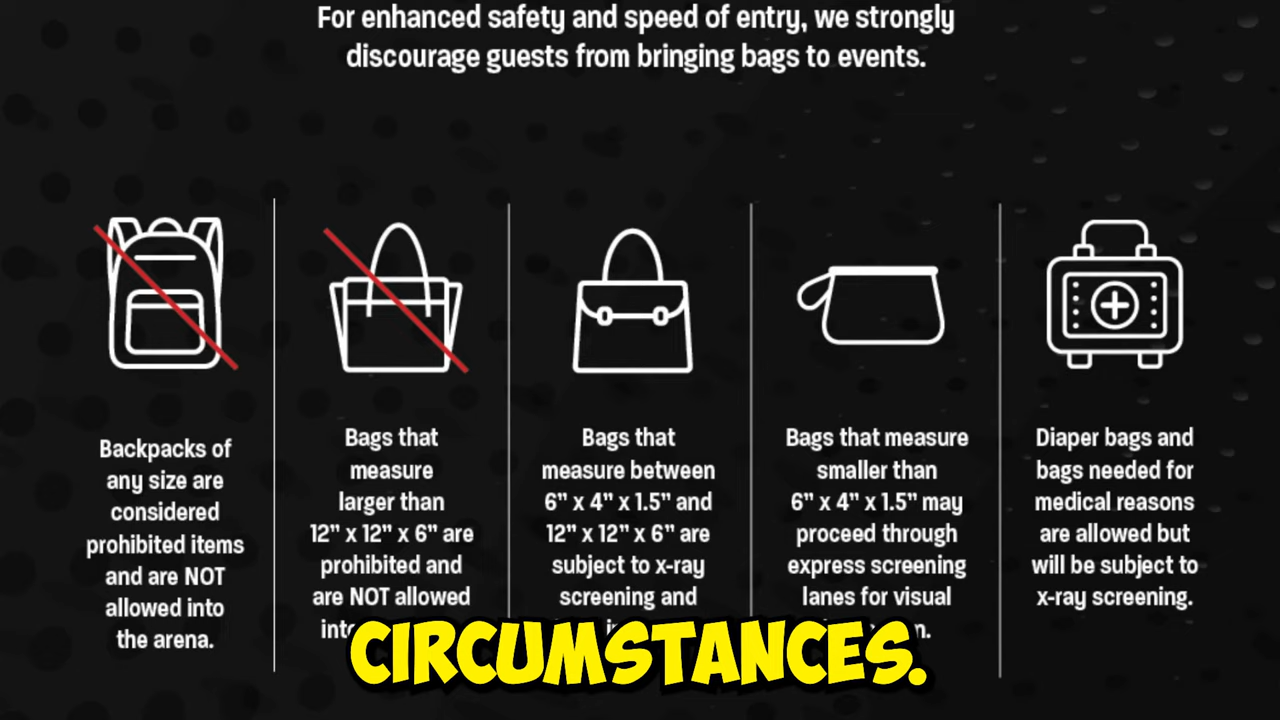 For enhanced safety and speed of entry, we strongly
discourage guests from bringing bags to events.
Backpacks of
any size are
considered
prohibited items
and are NOT
allowed into
the arena.
Bags that
measure
larger than
12” x 12” x 6” are
prohibited and
are NOT allowed
Bags that
measure between
6” x 4” x 1.5” and
12” x 12” x 6” are
subject to x-ray
screening and
Bags that measure
smaller than
6” x 4” x 1.5” may
proceed through
express screening
lanes for visual
Diaper bags and
bags needed for
medical reasons
are allowed but
will be subject to
x-ray screening.
CIRCUMSTANCES.